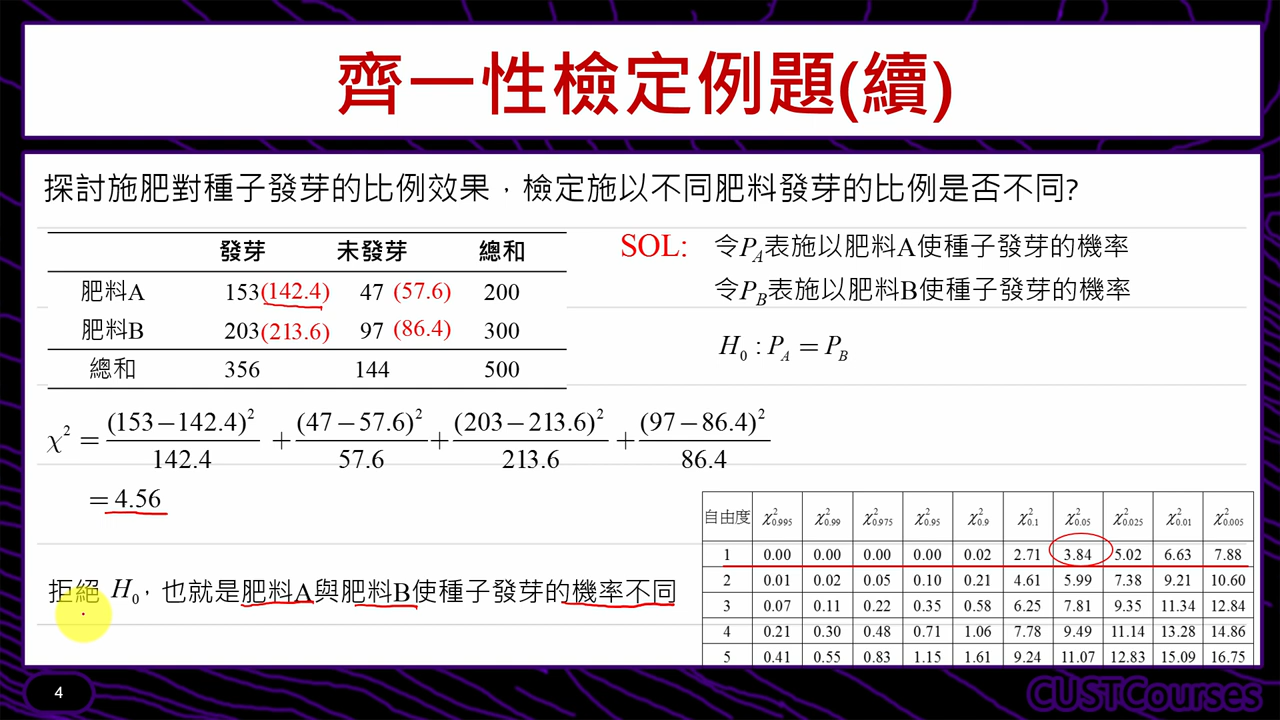 齊一性檢定例題(續)
探討施肥對種子發芽的比例效果，檢定施以不同肥料發芽的比例是否不同?
發芽 未發芽 總和
肥料A 153(142.4) 47 (57.6) 200
肥料B 203(213.6) 97 (86.4) 300
總和 356 144 500
SOL: 令P_A表施以肥料A使種子發芽的機率
令P_B表施以肥料B使種子發芽的機率
H_0 : P_A = P_B
χ² = (153−142.4)²/142.4 + (47−57.6)²/57.6 + (203−213.6)²/213.6 + (97−86.4)²/86.4
= 4.56
拒絕 H_0，也就是肥料A與肥料B使種子發芽的機率不同
自由度 χ²_0.995 χ²_0.99 χ²_0.975 χ²_0.95 χ²_0.9 χ²_0.1 χ²_0.05 χ²_0.025 χ²_0.01 χ²_0.005
1 0.00 0.00 0.00 0.00 0.02 2.71 3.84 5.02 6.63 7.88
2 0.01 0.02 0.05 0.10 0.21 4.61 5.99 7.38 9.21 10.60
3 0.07 0.11 0.22 0.35 0.58 6.25 7.81 9.35 11.34 12.84
4 0.21 0.30 0.48 0.71 1.06 7.78 9.49 11.14 13.28 14.86
5 0.41 0.55 0.83 1.15 1.61 9.24 11.07 12.83 15.09 16.75
4
CUSTCourses